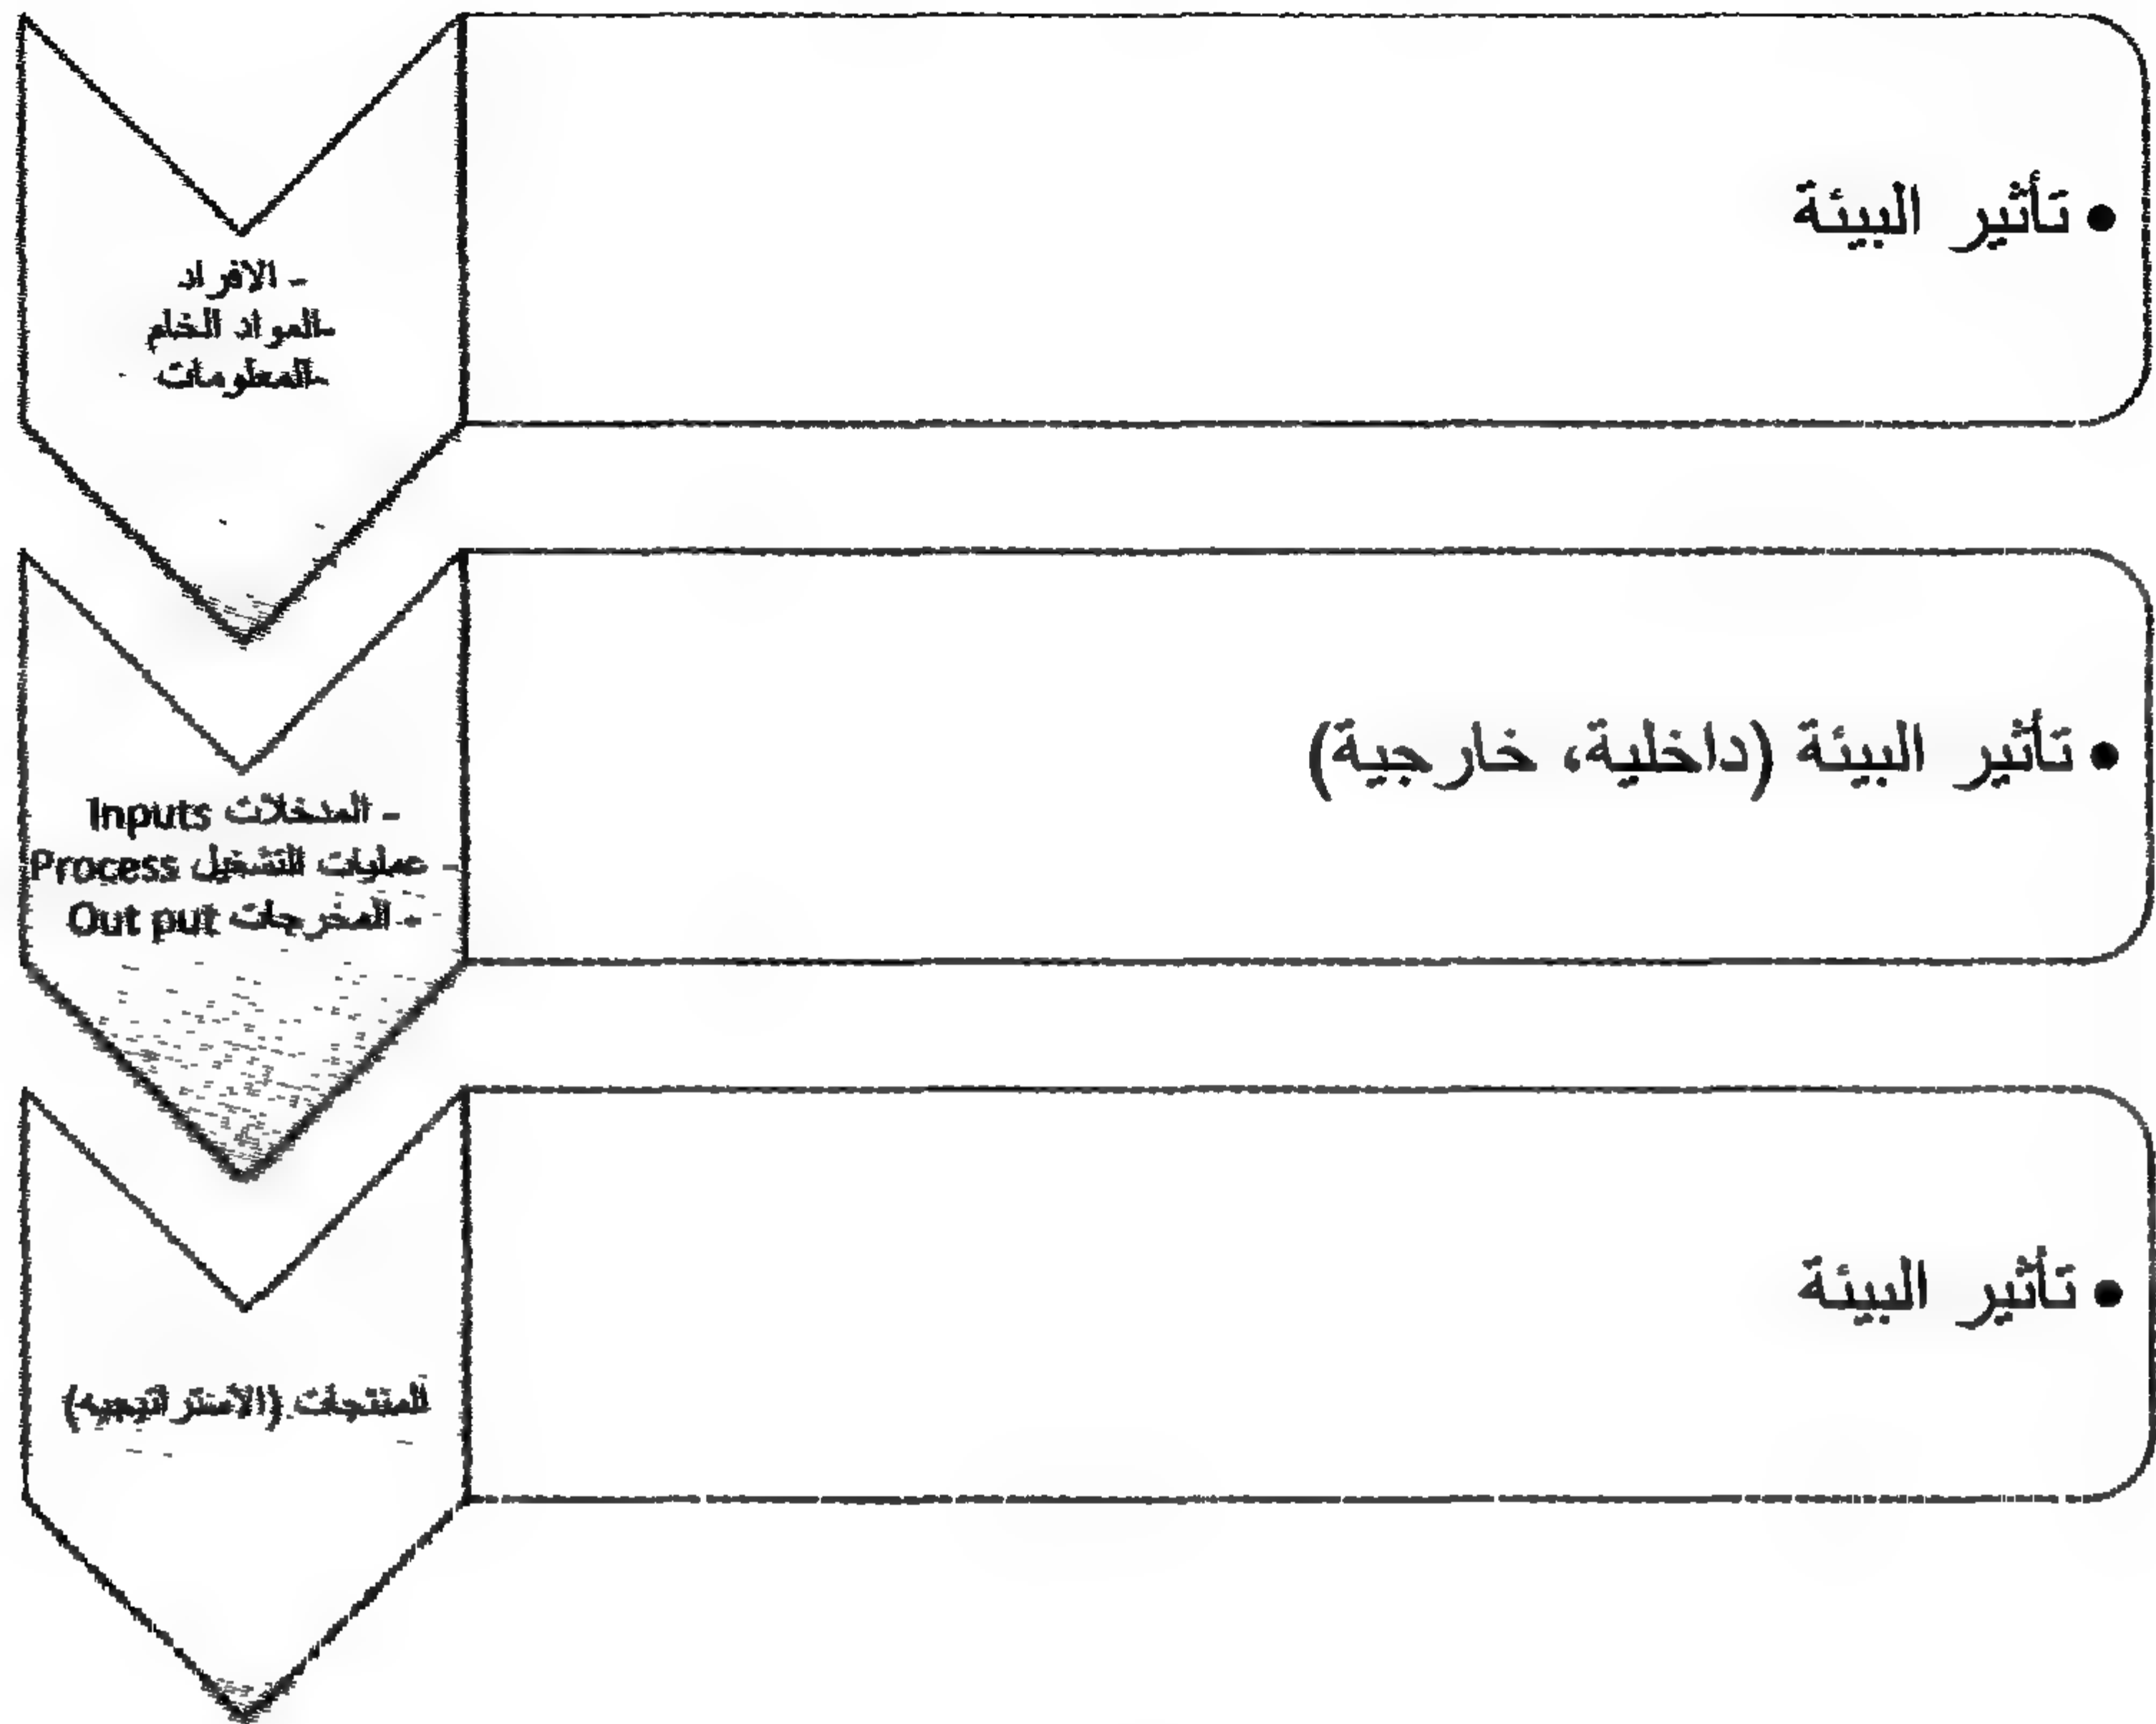 - الافراد
-المواد الخام
-المعلومات
• تأثير البيئة
- المدخلات Inputs
- عمليات التشغيل Process
- المخرجات Out put
• تأثير البيئة (داخلية، خارجية)
المنتجات (الاستراتيجية)
• تأثير البيئة